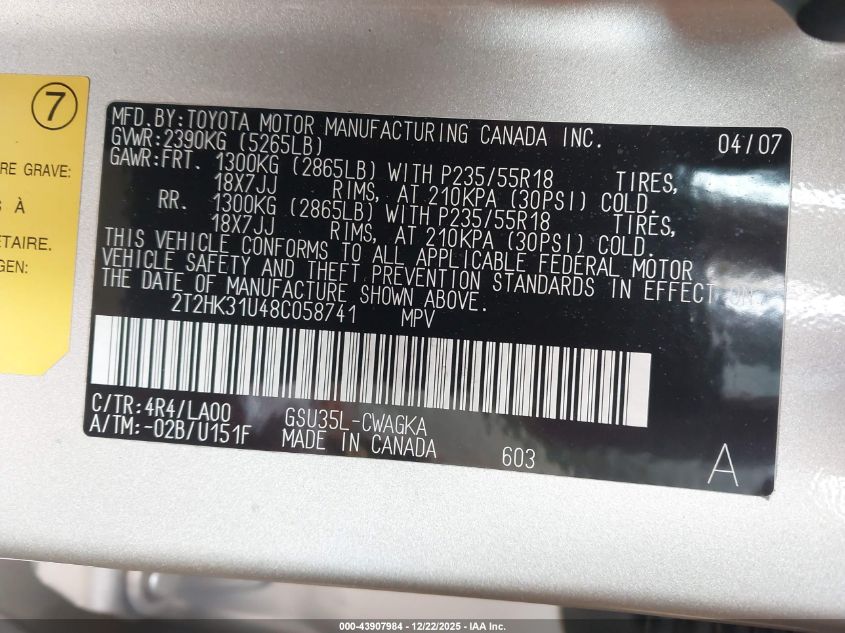 7
RE GRAVE:
S À
ETAIRE.
GEN:
MFD.BY:TOYOTA MOTOR MANUFACTURING CANADA INC. 04/07
GVWR:2390KG (5265LB)
GAWR:FRT. 1300KG (2865LB) WITH P235/55R18 TIRES,
18X7JJ RIMS, AT 210KPA (30PSI) COLD.
RR. 1300KG (2865LB) WITH P235/55R18 TIRES,
18X7JJ RIMS, AT 210KPA (30PSI) COLD.
THIS VEHICLE CONFORMS TO ALL APPLICABLE FEDERAL MOTOR
VEHICLE SAFETY AND THEFT PREVENTION STANDARDS IN EFFECT ON
THE DATE OF MANUFACTURE SHOWN ABOVE.
2T2HK31U48C058741 MPV
C/TR:4R4/LA00 GSU35L-CWAGKA
A/TM:-02B/U151F MADE IN CANADA 603 A
000-43907984 - 12/22/2025 - IAA Inc.